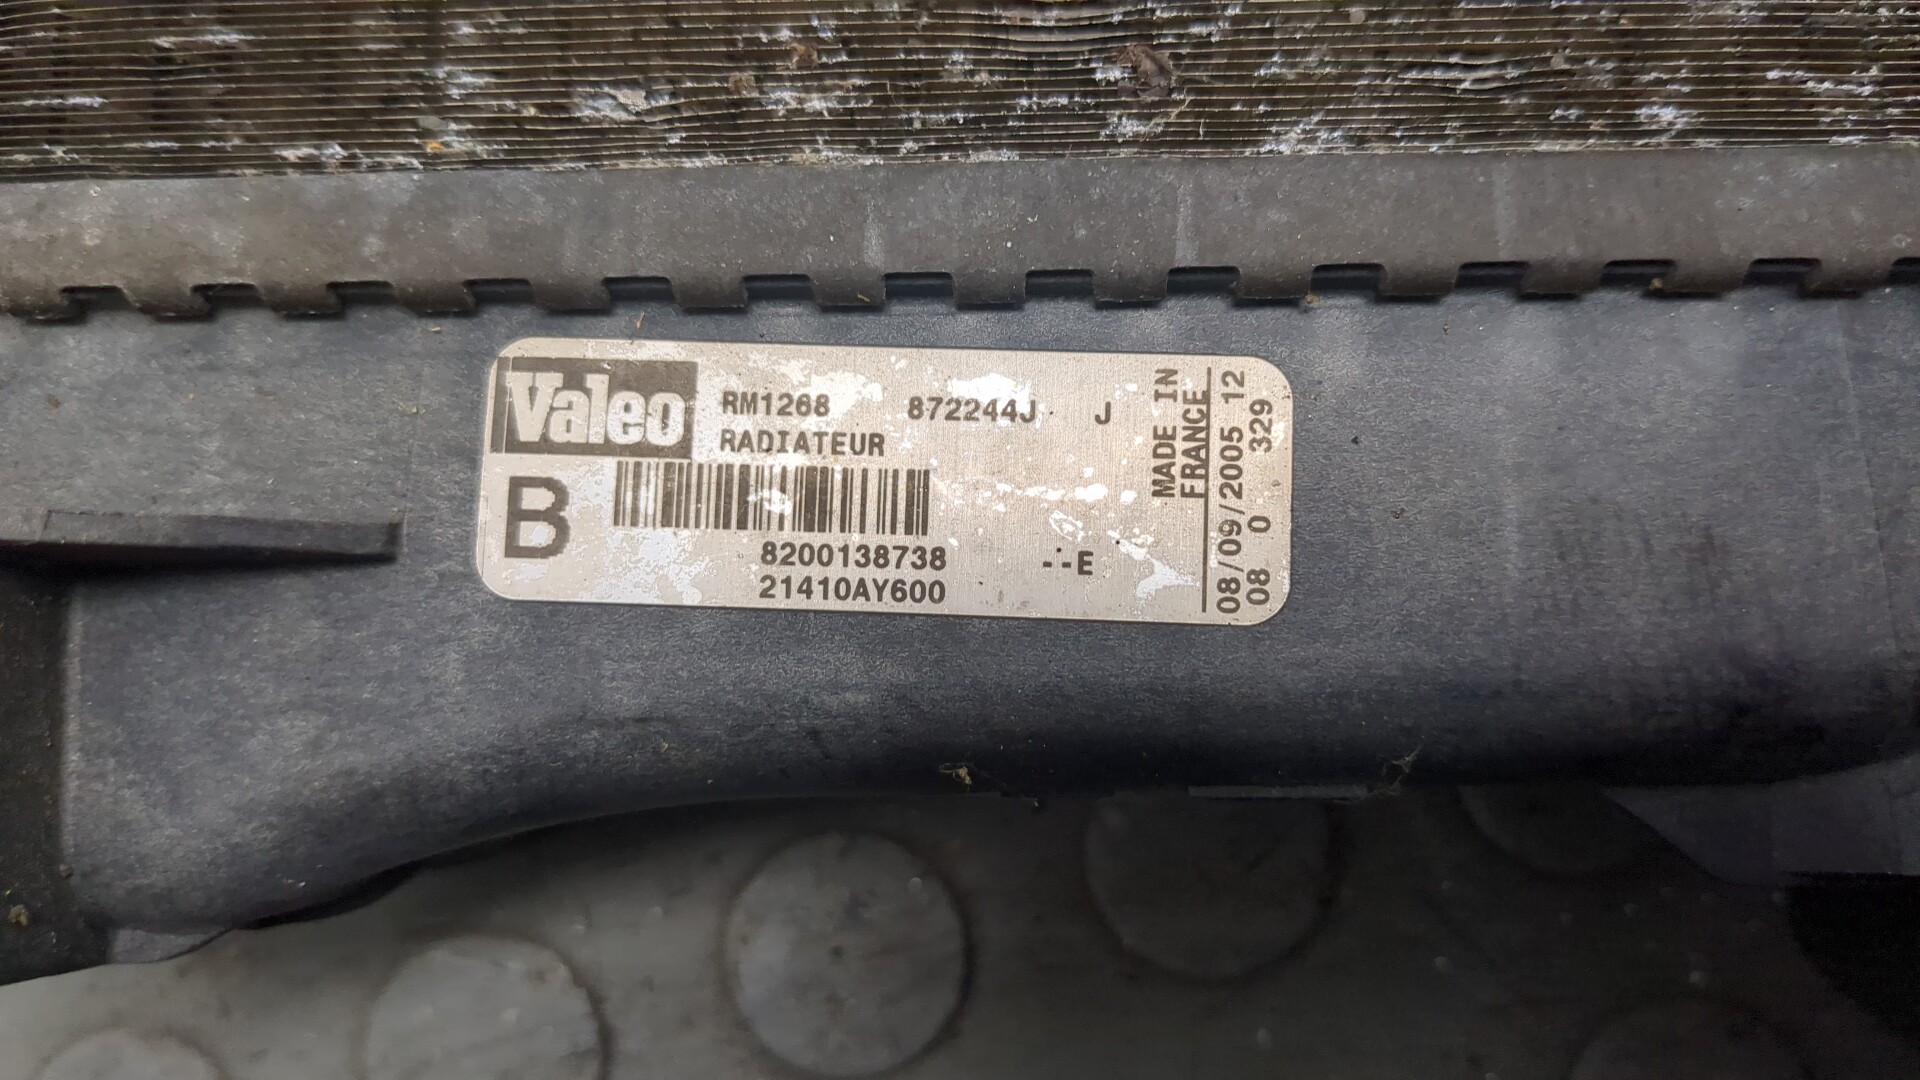 Valeo
RM1268 872244J J
RADIATEUR
B
8200138738
21410AY600
E
MADE IN
FRANCE
08/09/2005 12
08 0 329